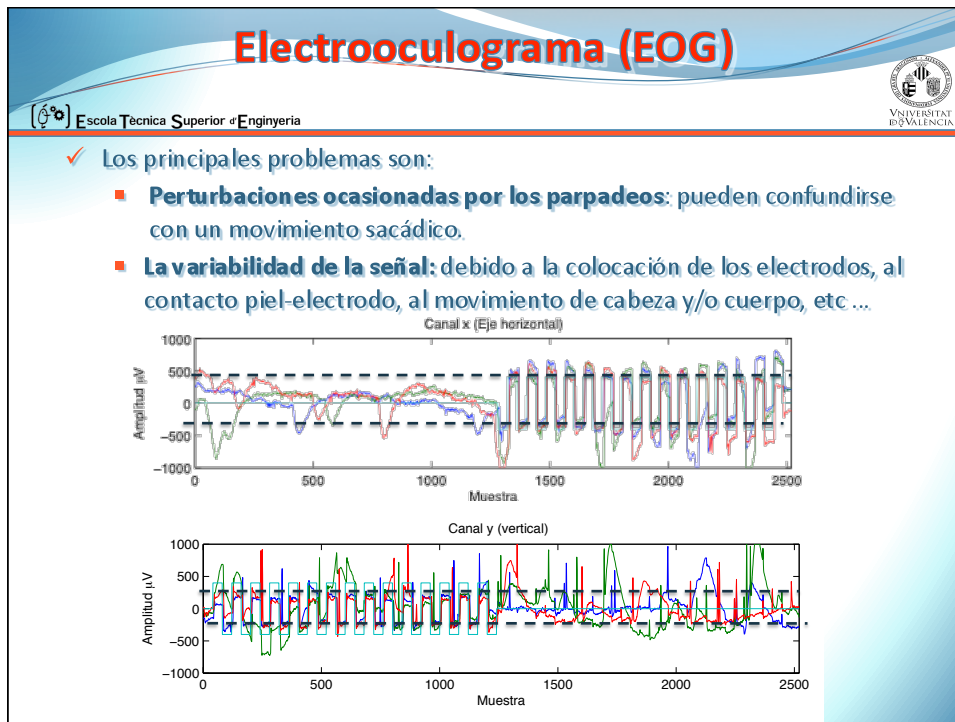 Electrooculograma (EOG)
Escola Tècnica Superior d'Enginyeria
VNIVERSITAT
ID ŌĞ VALÈNCIA
✓ Los principales problemas son:
▪ Perturbaciones ocasionadas por los parpadeos: pueden confundirse
con un movimiento sacádico.
▪ La variabilidad de la señal: debido a la colocación de los electrodos, al
contacto piel-electrodo, al movimiento de cabeza y/o cuerpo, etc ...
Canal x (Eje horizontal)
Amplitud µV
1000
500
0
−500
−1000
0 500 1000 1500 2000 2500
Muestra
Canal y (vertical)
Amplitud µV
1000
500
0
−500
−1000
0 500 1000 1500 2000 2500
Muestra